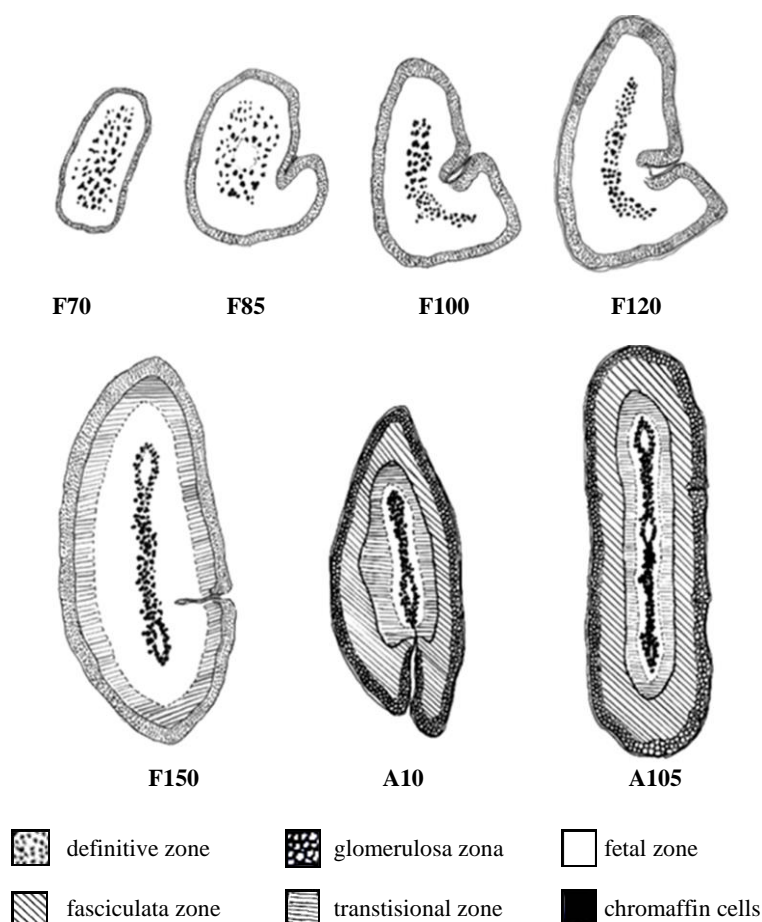 F70 F85 F100 F120
F150 A10 A105
definitive zone glomerulosa zona fetal zone
fasciculata zone transtisional zone chromaffin cells